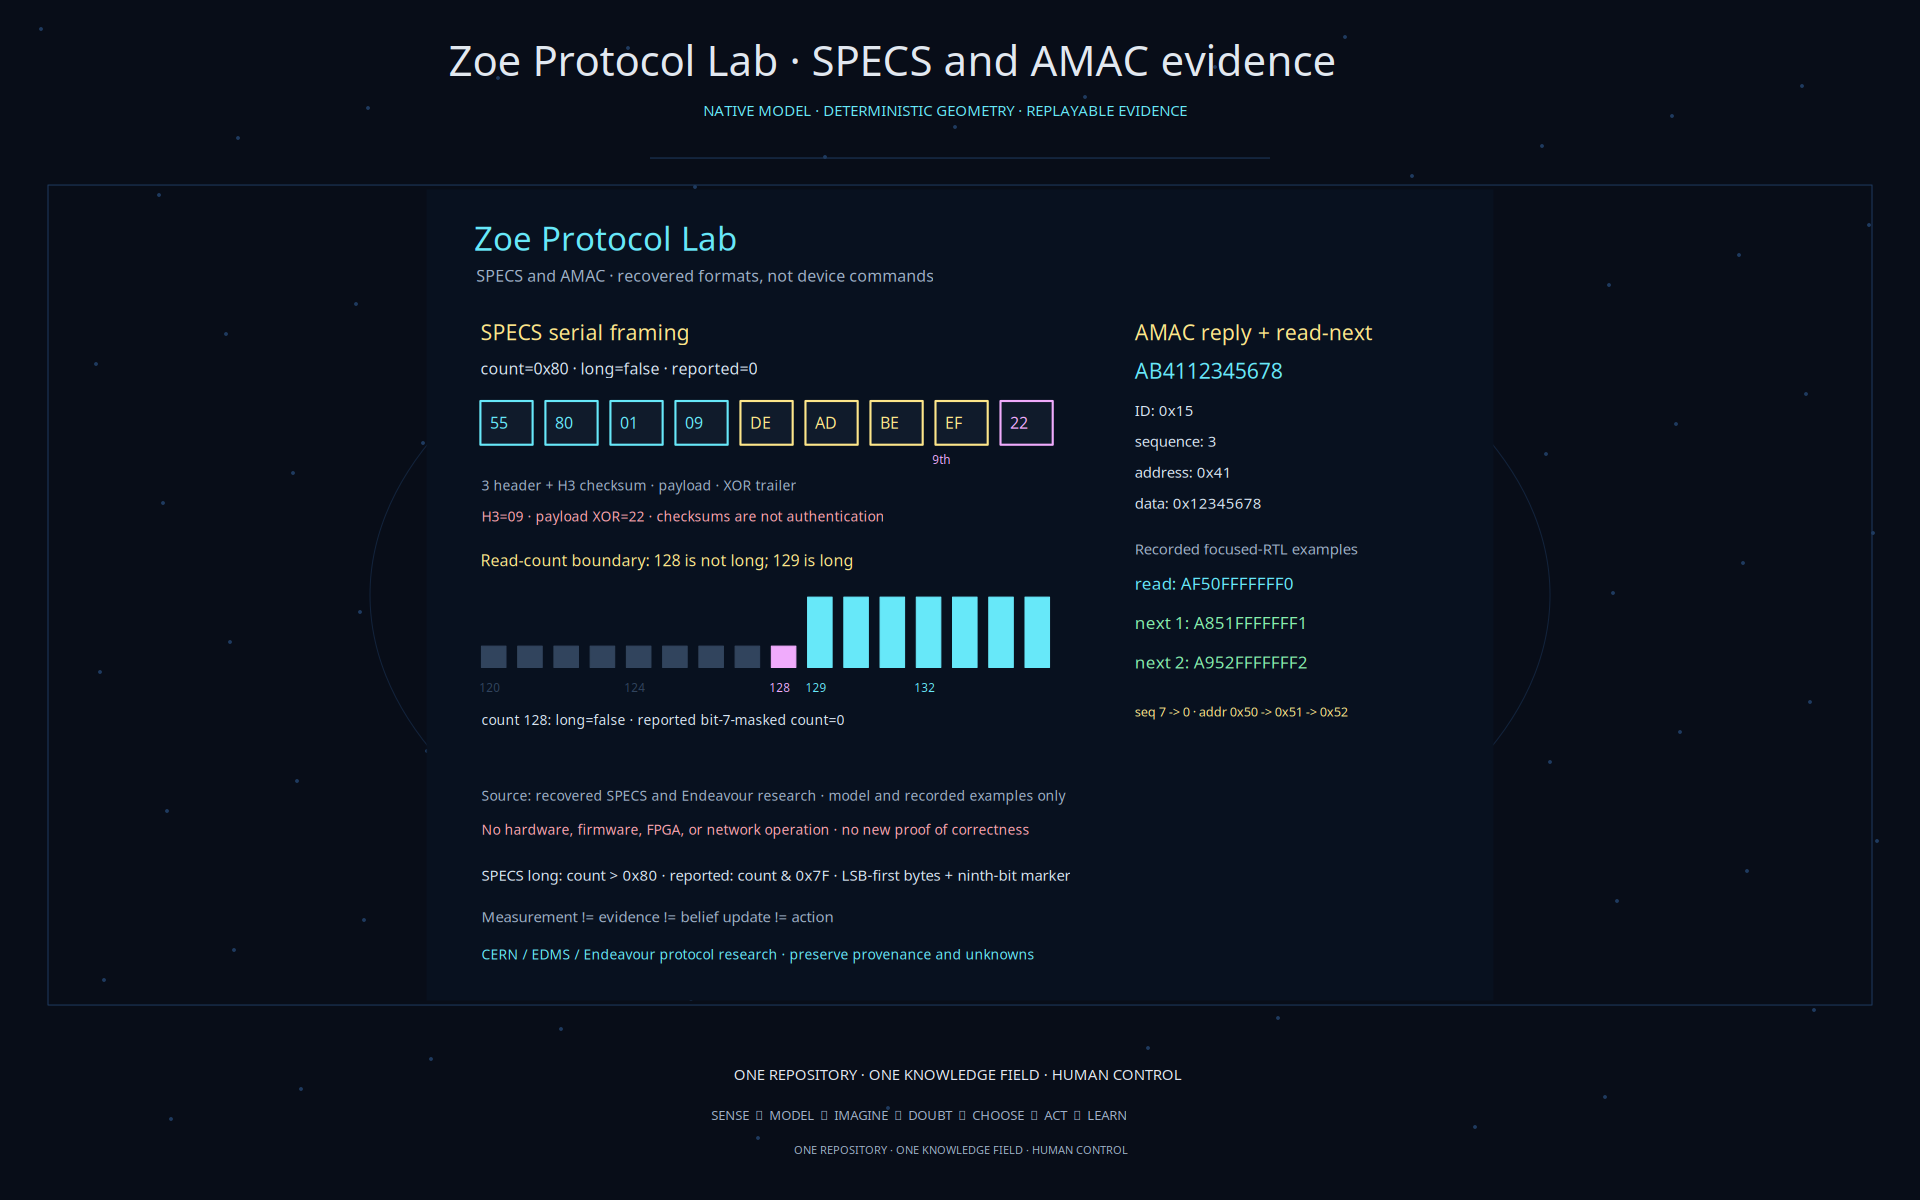 Zoe Protocol Lab · SPECS and AMAC evidence
NATIVE MODEL · DETERMINISTIC GEOMETRY · REPLAYABLE EVIDENCE
Zoe Protocol Lab
SPECS and AMAC · recovered formats, not device commands
SPECS serial framing
count=0x80 · long=false · reported=0
55 80 01 09 DE AD BE EF 22
9th
3 header + H3 checksum · payload · XOR trailer
H3=09 · payload XOR=22 · checksums are not authentication
Read-count boundary: 128 is not long; 129 is long
120 124 128 129 132
count 128: long=false · reported bit-7-masked count=0
AMAC reply + read-next
AB4112345678
ID: 0x15
sequence: 3
address: 0x41
data: 0x12345678
Recorded focused-RTL examples
read: AF50FFFFFFF0
next 1: A851FFFFFFF1
next 2: A952FFFFFFF2
seq 7 -> 0 · addr 0x50 -> 0x51 -> 0x52
Source: recovered SPECS and Endeavour research · model and recorded examples only
No hardware, firmware, FPGA, or network operation · no new proof of correctness
SPECS long: count > 0x80 · reported: count & 0x7F · LSB-first bytes + ninth-bit marker
Measurement != evidence != belief update != action
CERN / EDMS / Endeavour protocol research · preserve provenance and unknowns
ONE REPOSITORY · ONE KNOWLEDGE FIELD · HUMAN CONTROL
SENSE ▯ MODEL ▯ IMAGINE ▯ DOUBT ▯ CHOOSE ▯ ACT ▯ LEARN
ONE REPOSITORY · ONE KNOWLEDGE FIELD · HUMAN CONTROL